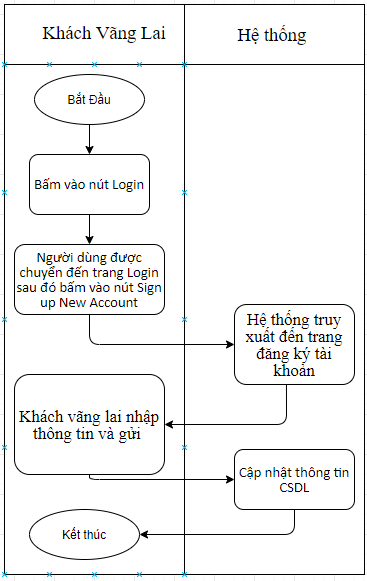 Khách Vãng Lai
Hệ thống
Bắt Đầu
Bấm vào nút Login
Người dùng được
chuyển đến trang Login
sau đó bấm vào nút Sign
up New Account
Hệ thống truy
xuất đến trang
đăng ký tài
khoản
Khách vãng lai nhập
thông tin và gửi
Cập nhật thông tin
CSDL
Kết thúc